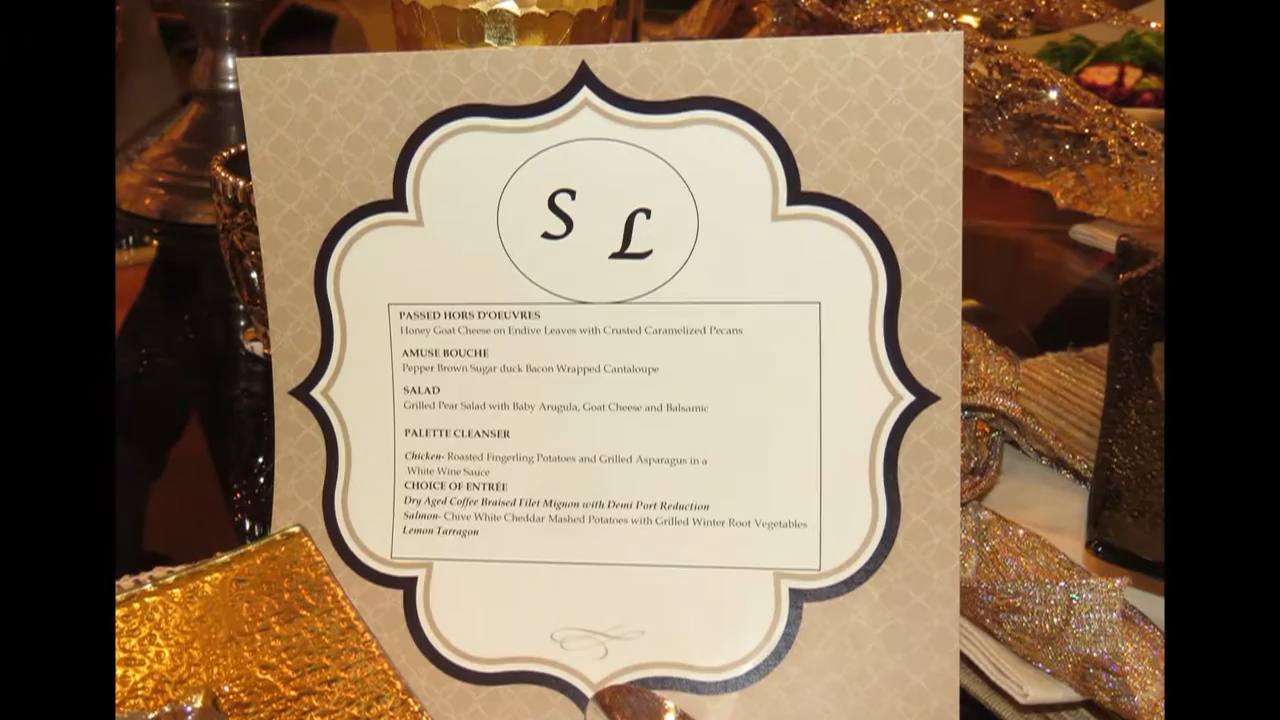 S L
PASSED HORS D'OEUVRES
Honey Goat Cheese on Endive Leaves with Crusted Caramelized Pecans
AMUSE BOUCHE
Pepper Brown Sugar duck Bacon Wrapped Cantaloupe
SALAD
Grilled Pear Salad with Baby Arugula, Goat Cheese and Balsamic
PALETTE CLEANSER
Chicken- Roasted Fingerling Potatoes and Grilled Asparagus in a
White Wine Sauce
CHOICE OF ENTRÉE
Dry Aged Coffee Braised Filet Mignon with Demi Port Reduction
Salmon- Chive White Cheddar Mashed Potatoes with Grilled Winter Root Vegetables
Lemon Tarragon